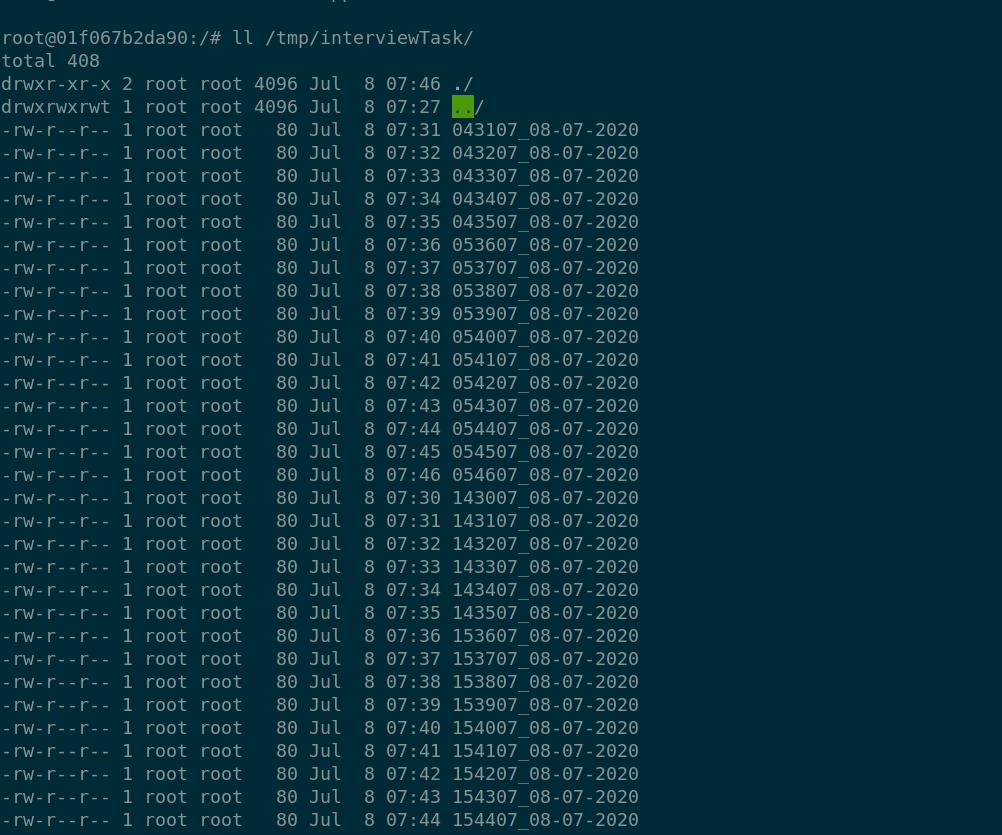 root@01f067b2da90:/# ll /tmp/interviewTask/
total 408
drwxr-xr-x 2 root root 4096 Jul  8 07:46 ./
drwxrwxrwt 1 root root 4096 Jul  8 07:27 ../
-rw-r--r-- 1 root root   80 Jul  8 07:31 043107_08-07-2020
-rw-r--r-- 1 root root   80 Jul  8 07:32 043207_08-07-2020
-rw-r--r-- 1 root root   80 Jul  8 07:33 043307_08-07-2020
-rw-r--r-- 1 root root   80 Jul  8 07:34 043407_08-07-2020
-rw-r--r-- 1 root root   80 Jul  8 07:35 043507_08-07-2020
-rw-r--r-- 1 root root   80 Jul  8 07:36 053607_08-07-2020
-rw-r--r-- 1 root root   80 Jul  8 07:37 053707_08-07-2020
-rw-r--r-- 1 root root   80 Jul  8 07:38 053807_08-07-2020
-rw-r--r-- 1 root root   80 Jul  8 07:39 053907_08-07-2020
-rw-r--r-- 1 root root   80 Jul  8 07:40 054007_08-07-2020
-rw-r--r-- 1 root root   80 Jul  8 07:41 054107_08-07-2020
-rw-r--r-- 1 root root   80 Jul  8 07:42 054207_08-07-2020
-rw-r--r-- 1 root root   80 Jul  8 07:43 054307_08-07-2020
-rw-r--r-- 1 root root   80 Jul  8 07:44 054407_08-07-2020
-rw-r--r-- 1 root root   80 Jul  8 07:45 054507_08-07-2020
-rw-r--r-- 1 root root   80 Jul  8 07:46 054607_08-07-2020
-rw-r--r-- 1 root root   80 Jul  8 07:30 143007_08-07-2020
-rw-r--r-- 1 root root   80 Jul  8 07:31 143107_08-07-2020
-rw-r--r-- 1 root root   80 Jul  8 07:32 143207_08-07-2020
-rw-r--r-- 1 root root   80 Jul  8 07:33 143307_08-07-2020
-rw-r--r-- 1 root root   80 Jul  8 07:34 143407_08-07-2020
-rw-r--r-- 1 root root   80 Jul  8 07:35 143507_08-07-2020
-rw-r--r-- 1 root root   80 Jul  8 07:36 153607_08-07-2020
-rw-r--r-- 1 root root   80 Jul  8 07:37 153707_08-07-2020
-rw-r--r-- 1 root root   80 Jul  8 07:38 153807_08-07-2020
-rw-r--r-- 1 root root   80 Jul  8 07:39 153907_08-07-2020
-rw-r--r-- 1 root root   80 Jul  8 07:40 154007_08-07-2020
-rw-r--r-- 1 root root   80 Jul  8 07:41 154107_08-07-2020
-rw-r--r-- 1 root root   80 Jul  8 07:42 154207_08-07-2020
-rw-r--r-- 1 root root   80 Jul  8 07:43 154307_08-07-2020
-rw-r--r-- 1 root root   80 Jul  8 07:44 154407_08-07-2020